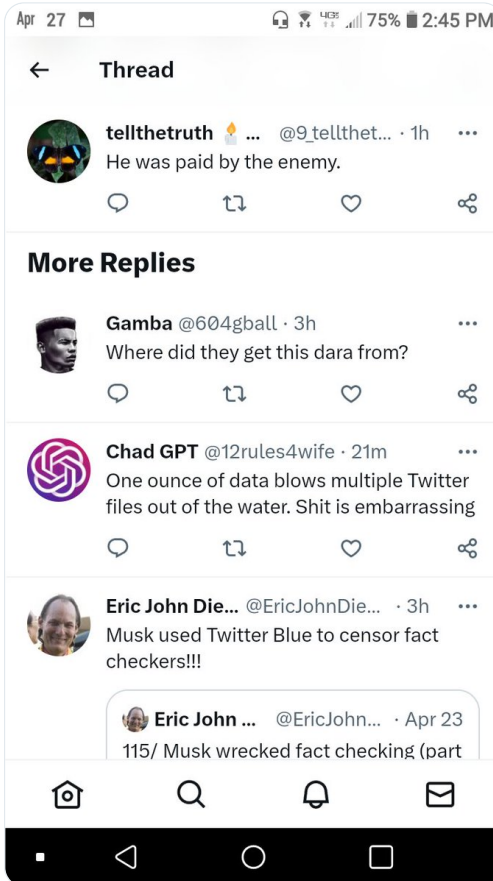 Apr 27 4G 75% 2:45 PM
Thread
tellthetruth 🕯️ ... @9_tellthet... · 1h
He was paid by the enemy.
More Replies
Gamba @604gball · 3h
Where did they get this dara from?
Chad GPT @12rules4wife · 21m
One ounce of data blows multiple Twitter
files out of the water. Shit is embarrassing
Eric John Die... @EricJohnDie... · 3h
Musk used Twitter Blue to censor fact
checkers!!!
Eric John ... @EricJohn... · Apr 23
115/ Musk wrecked fact checking (part